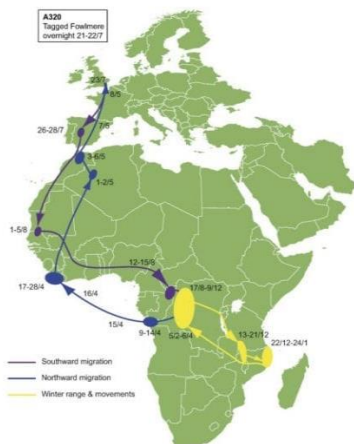 A320
Tagged Fowlmere
overnight 21-22/7
23/7
8/5
7/5
26-28/7
3-6/5
1-2/5
1-5/8
12-15/8
17/8-9/12
17-28/4
16/4
15/4
9-14/4
5/2-6/4
13-21/12
22/12-24/1
Southward migration
Northward migration
Winter range & movements